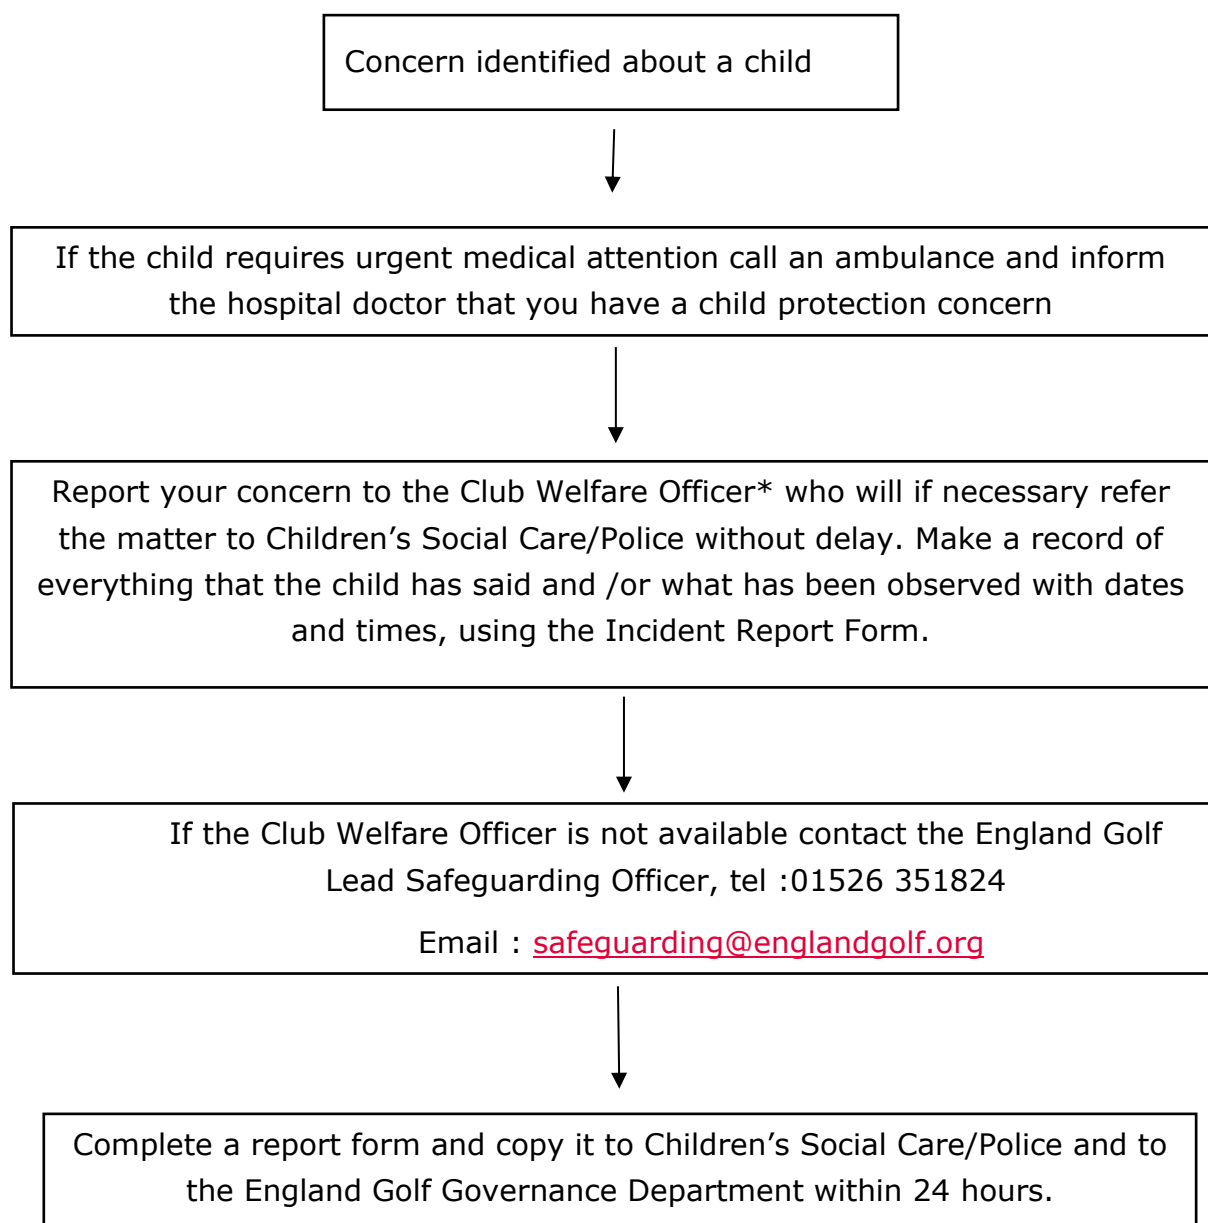 Concern identified about a child
If the child requires urgent medical attention call an ambulance and inform
the hospital doctor that you have a child protection concern
Report your concern to the Club Welfare Officer* who will if necessary refer
the matter to Children’s Social Care/Police without delay. Make a record of
everything that the child has said and /or what has been observed with dates
and times, using the Incident Report Form.
If the Club Welfare Officer is not available contact the England Golf
Lead Safeguarding Officer, tel :01526 351824
Email : safeguarding@englandgolf.org
Complete a report form and copy it to Children’s Social Care/Police and to
the England Golf Governance Department within 24 hours.